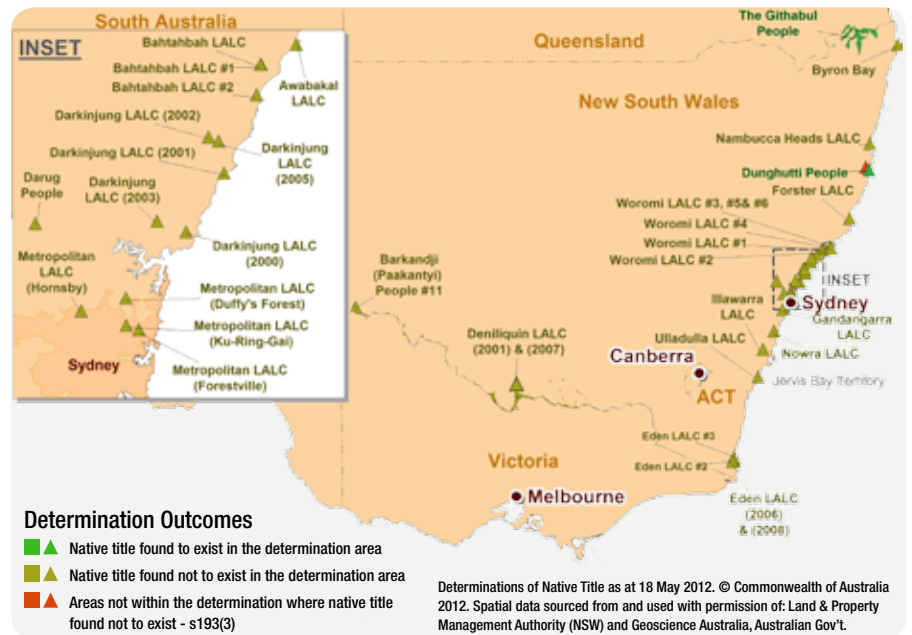 South Australia
INSET
Bahtahbah LALC
Bahtahbah LALC #1
Bahtahbah LALC #2
Awabakal
LALC
Darkinjung LALC (2002)
Darkinjung LALC (2001)
Darkinjung
LALC
(2005)
Darug
People
Darkinjung
LALC (2003)
Darkinjung LALC
(2000)
Metropolitan
LALC
(Hornsby)
Metropolitan LALC
(Duffy's Forest)
Metropolitan LALC
(Ku-Ring-Gai)
Sydney
Metropolitan LALC
(Forestville)
The Githabul
People
Queensland
Byron Bay
New South Wales
Nambucca Heads LALC
Dunghutti People
Forster LALC
Woromi LALC #3, #5& #6
Woromi LALC #4
Woromi LALC #1
Woromi LALC #2
Barkandji
(Paakantyi)
People #11
INSET
Sydney
Illawarra
LALC
Gandangarra
LALC
Deniliquin LALC
(2001) & (2007)
Ulladulla LALC
Nowra LALC
Canberra
Jervis Bay Territory
ACT
Eden LALC #3
Victoria
Eden LALC #2
Melbourne
Eden LALC
(2006)
& (2008)
Determination Outcomes
Native title found to exist in the determination area
Native title found not to exist in the determination area
Areas not within the determination where native title
found not to exist - s193(3)
Determinations of Native Title as at 18 May 2012. © Commonwealth of Australia
2012. Spatial data sourced from and used with permission of: Land & Property
Management Authority (NSW) and Geoscience Australia, Australian Gov't.